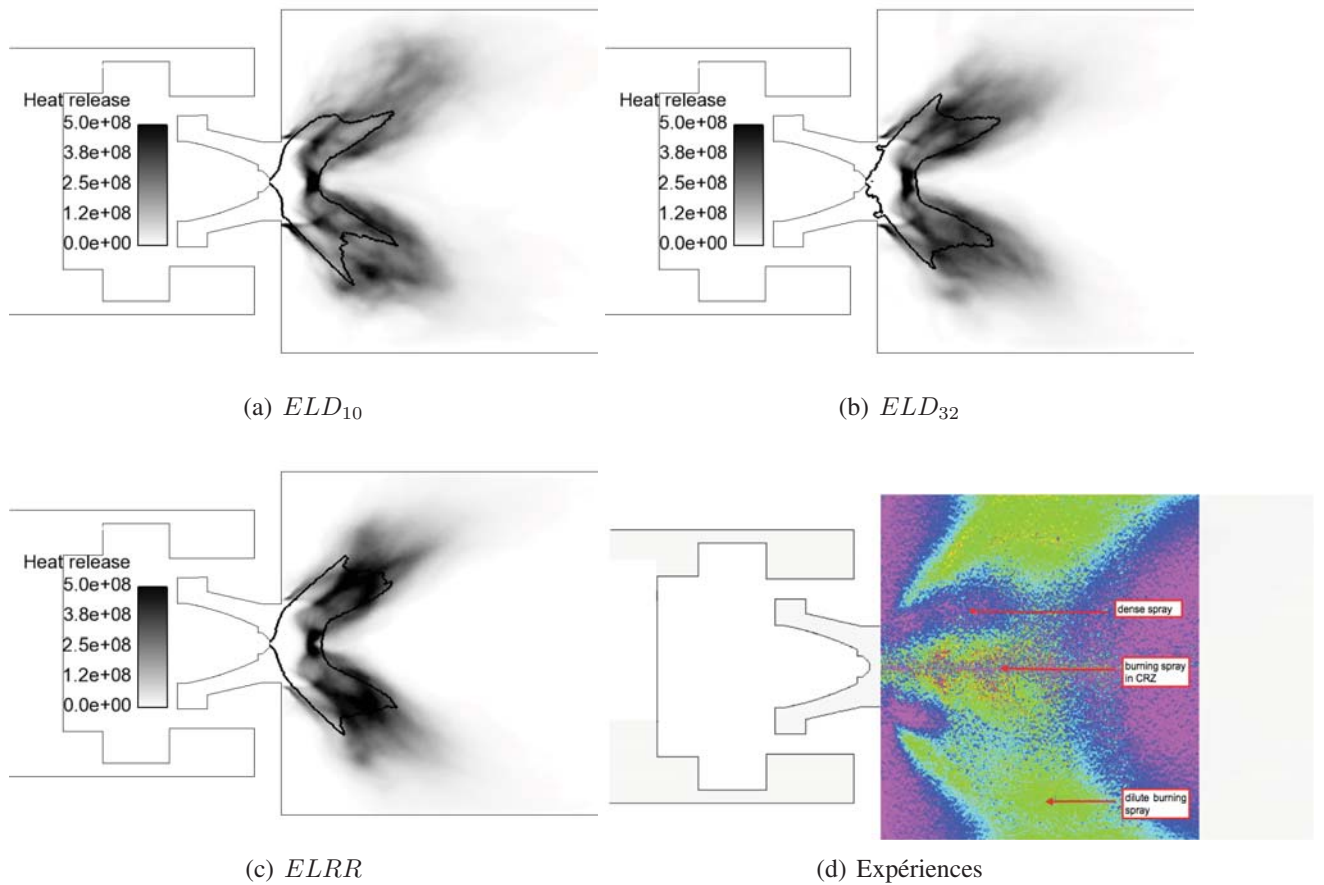 Heat release
5.0e+08
3.8e+08
2.5e+08
1.2e+08
0.0e+00
(a) ELD10
Heat release
5.0e+08
3.8e+08
2.5e+08
1.2e+08
0.0e+00
(b) ELD32
Heat release
5.0e+08
3.8e+08
2.5e+08
1.2e+08
0.0e+00
(c) ELRR
dense spray
burning spray
in CRZ
dilute burning
spray
(d) Expériences